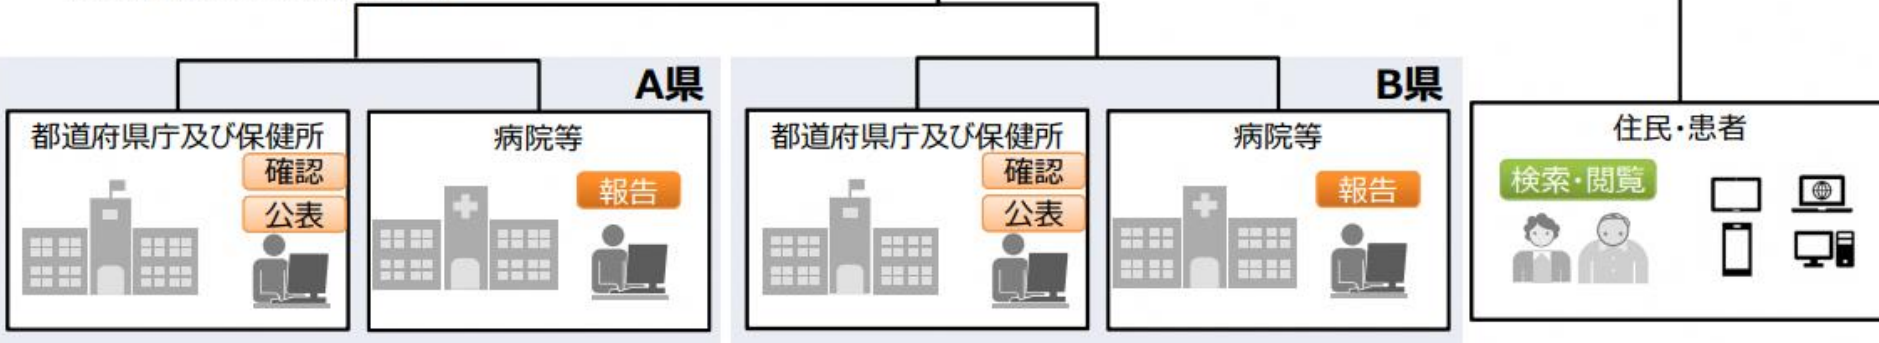 A県
都道府県庁及び保健所
確認
公表
病院等
報告
B県
都道府県庁及び保健所
確認
公表
病院等
報告
住民・患者
検索・閲覧